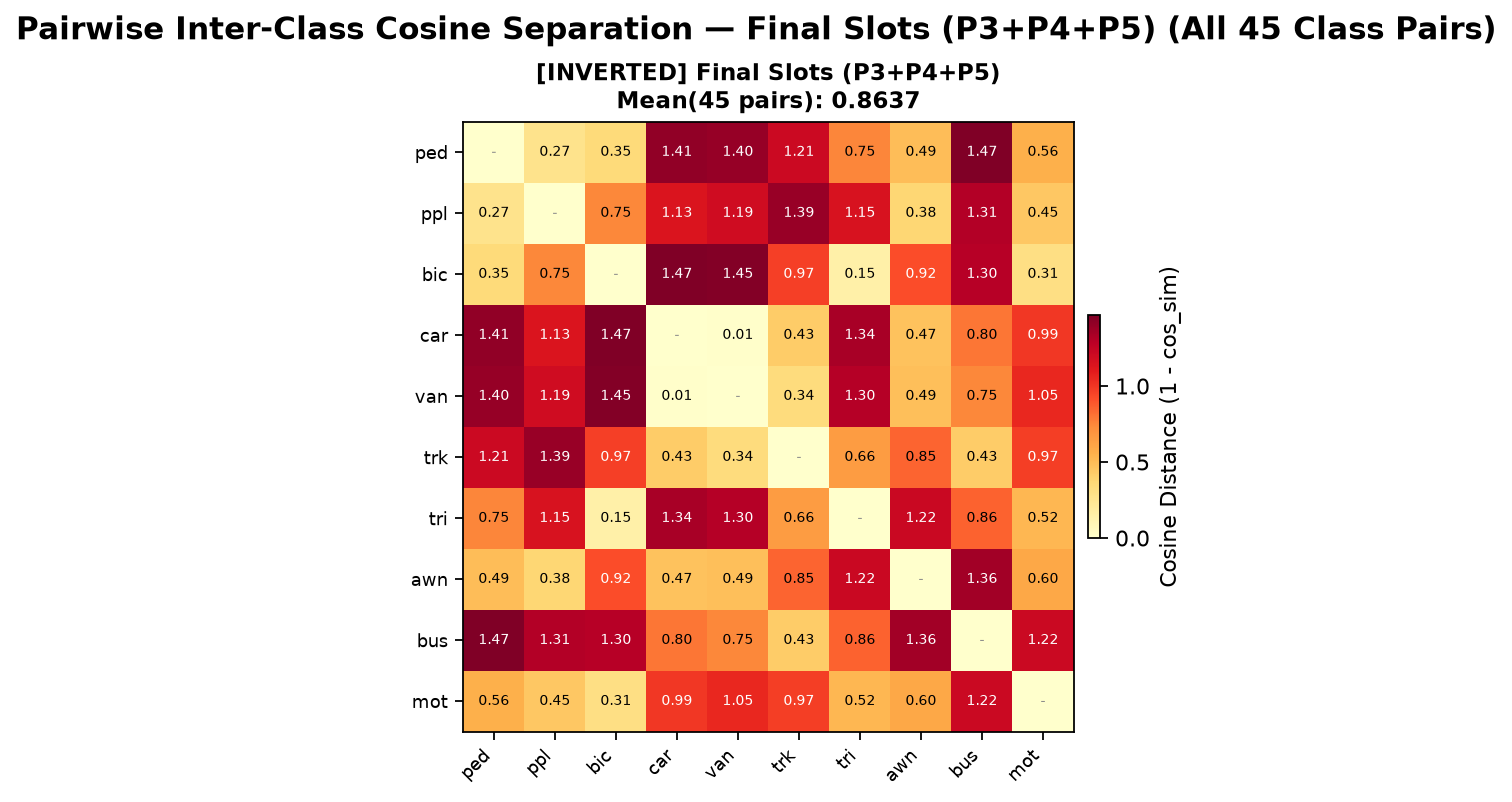 Pairwise Inter-Class Cosine Separation — Final Slots (P3+P4+P5) (All 45 Class Pairs)
[INVERTED] Final Slots (P3+P4+P5)
Mean(45 pairs): 0.8637
ped - 0.27 0.35 1.41 1.40 1.21 0.75 0.49 1.47 0.56
ppl 0.27 - 0.75 1.13 1.19 1.39 1.15 0.38 1.31 0.45
bic 0.35 0.75 - 1.47 1.45 0.97 0.15 0.92 1.30 0.31
car 1.41 1.13 1.47 - 0.01 0.43 1.34 0.47 0.80 0.99
van 1.40 1.19 1.45 0.01 - 0.34 1.30 0.49 0.75 1.05
trk 1.21 1.39 0.97 0.43 0.34 - 0.66 0.85 0.43 0.97
tri 0.75 1.15 0.15 1.34 1.30 0.66 - 1.22 0.86 0.52
awn 0.49 0.38 0.92 0.47 0.49 0.85 1.22 - 1.36 0.60
bus 1.47 1.31 1.30 0.80 0.75 0.43 0.86 1.36 - 1.22
mot 0.56 0.45 0.31 0.99 1.05 0.97 0.52 0.60 1.22 -
ped ppl bic car van trk tri awn bus mot
1.0
0.5
0.0
Cosine Distance (1 - cos_sim)